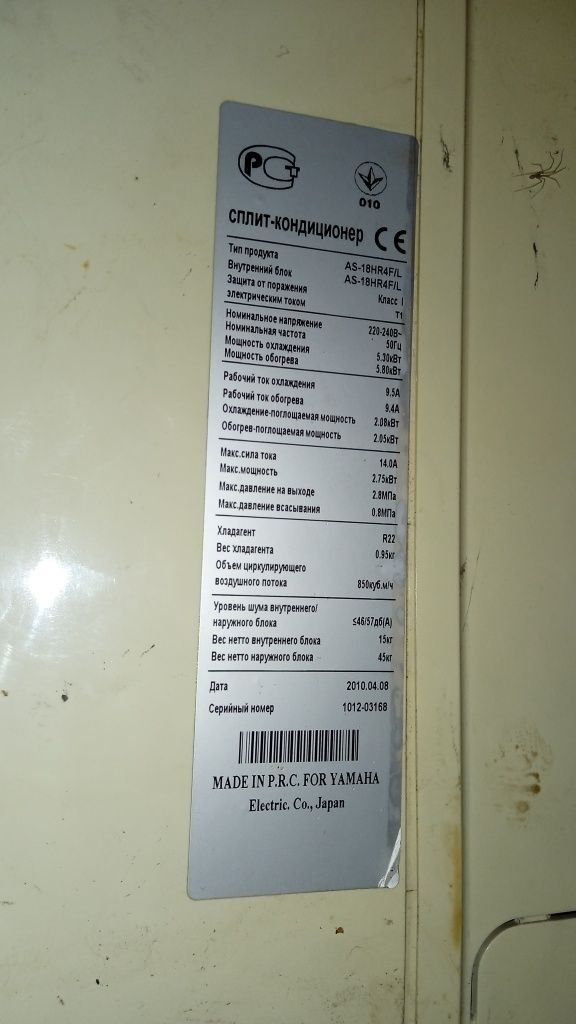 РСТ
010
СПЛИТ-КОНДИЦИОНЕР CE
Тип продукта AS-18HR4F/L
Внутренний блок AS-18HR4F/L
Защита от поражения
электрическим током Класс I
T1
Номинальное напряжение 220-240В~
Номинальная частота 50Гц
Мощность охлаждения 5.30кВт
Мощность обогрева 5.80кВт
Рабочий ток охлаждения 9.5А
Рабочий ток обогрева 9.4А
Охлаждение-поглощаемая мощность 2.08кВт
Обогрев-поглощаемая мощность 2.05кВт
Макс.сила тока 14.0А
Макс.мощность 2.75кВт
Макс.давление на выходе 2.8МПа
Макс.давление всасывания 0.8МПа
Хладагент R22
Вес хладагента 0.95кг
Объем циркулирующего
воздушного потока 850куб.м/ч
Уровень шума внутреннего/
наружного блока ≤46/57дб(А)
Вес нетто внутреннего блока 15кг
Вес нетто наружного блока 45кг
Дата 2010.04.08
Серийный номер 1012-03168
MADE IN P.R.C. FOR YAMAHA
Electric. Co., Japan